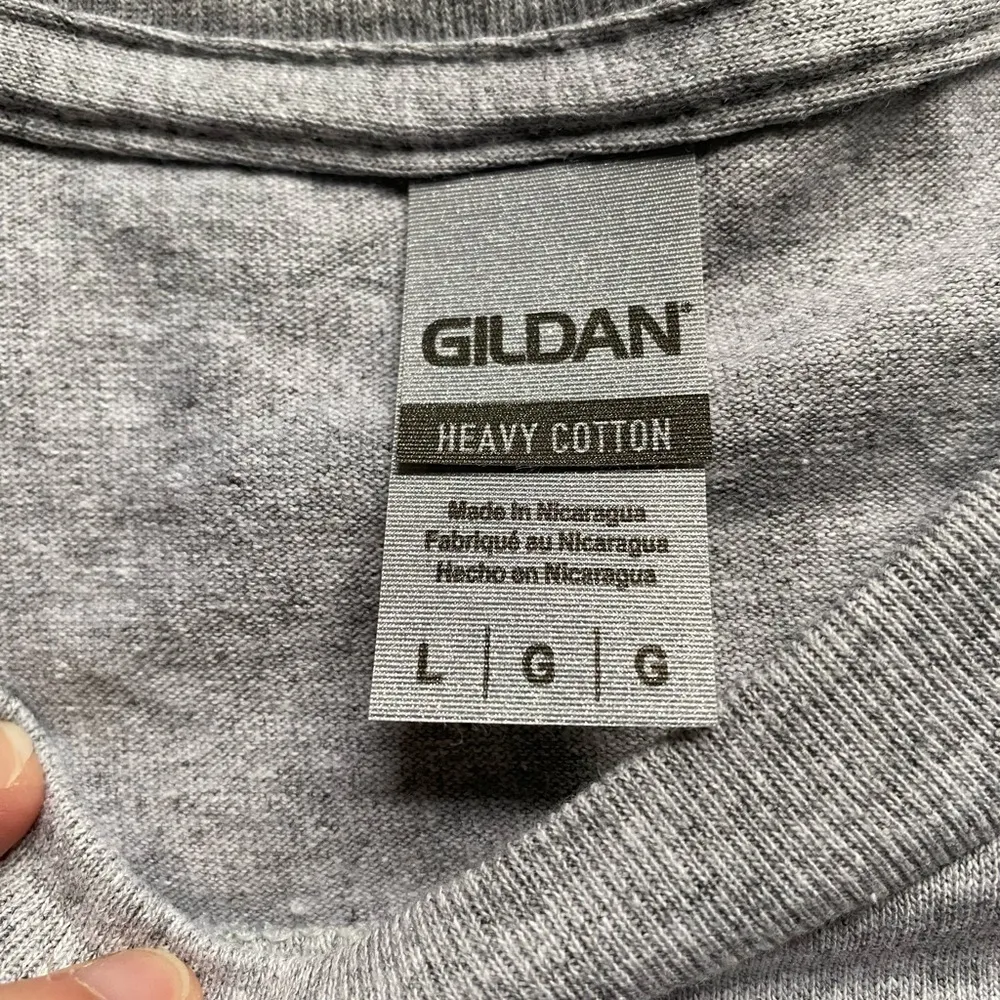 GILDAN®
HEAVY COTTON
Made in Nicaragua
Fabriqué au Nicaragua
Hecho en Nicaragua
L | G | G